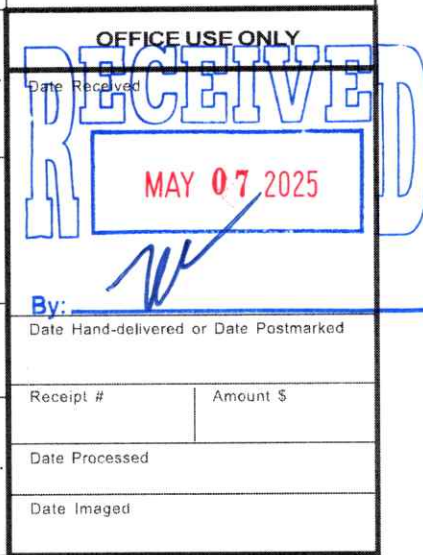 OFFICE USE ONLY
Date Received
RECEIVED
MAY 07 2025
By:
Date Hand-delivered or Date Postmarked
Receipt # Amount $
Date Processed
Date Imaged